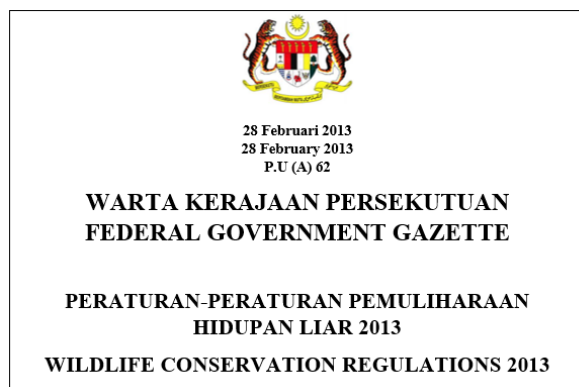 28 Februari 2013
28 February 2013
P.U (A) 62
WARTA KERAJAAN PERSEKUTUAN
FEDERAL GOVERNMENT GAZETTE
PERATURAN-PERATURAN PEMULIHARAAN
HIDUPAN LIAR 2013
WILDLIFE CONSERVATION REGULATIONS 2013